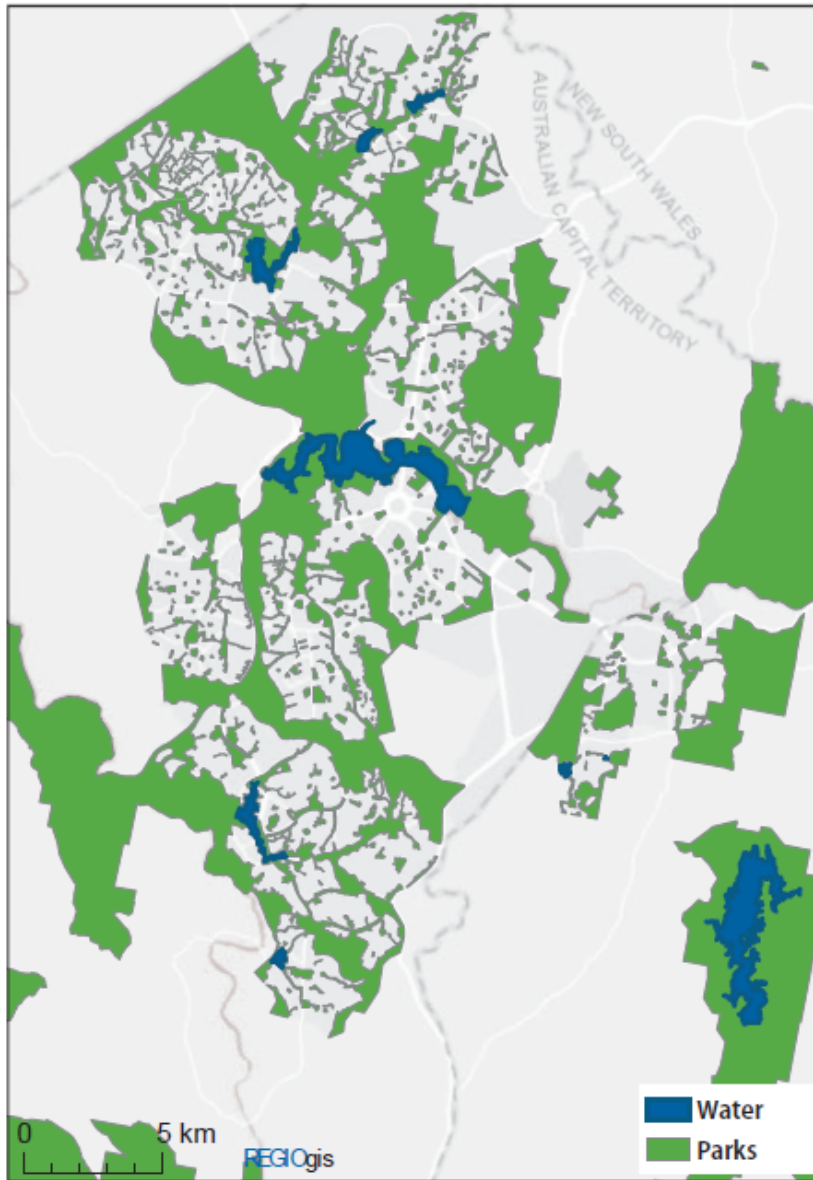 NEW SOUTH WALES
AUSTRALIAN CAPITAL TERRITORY
Water
Parks
0 5 km
REGIOgis